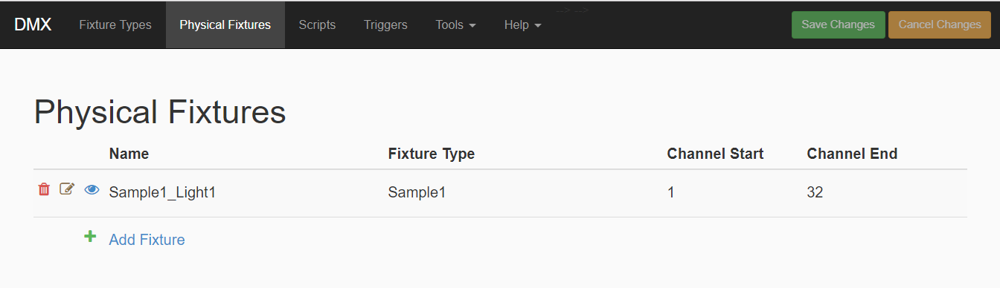 --> -->
DMX Fixture Types Physical Fixtures Scripts Triggers Tools Help Save Changes Cancel Changes
Physical Fixtures
Name Fixture Type Channel Start Channel End
Sample1_Light1 Sample1 1 32
Add Fixture